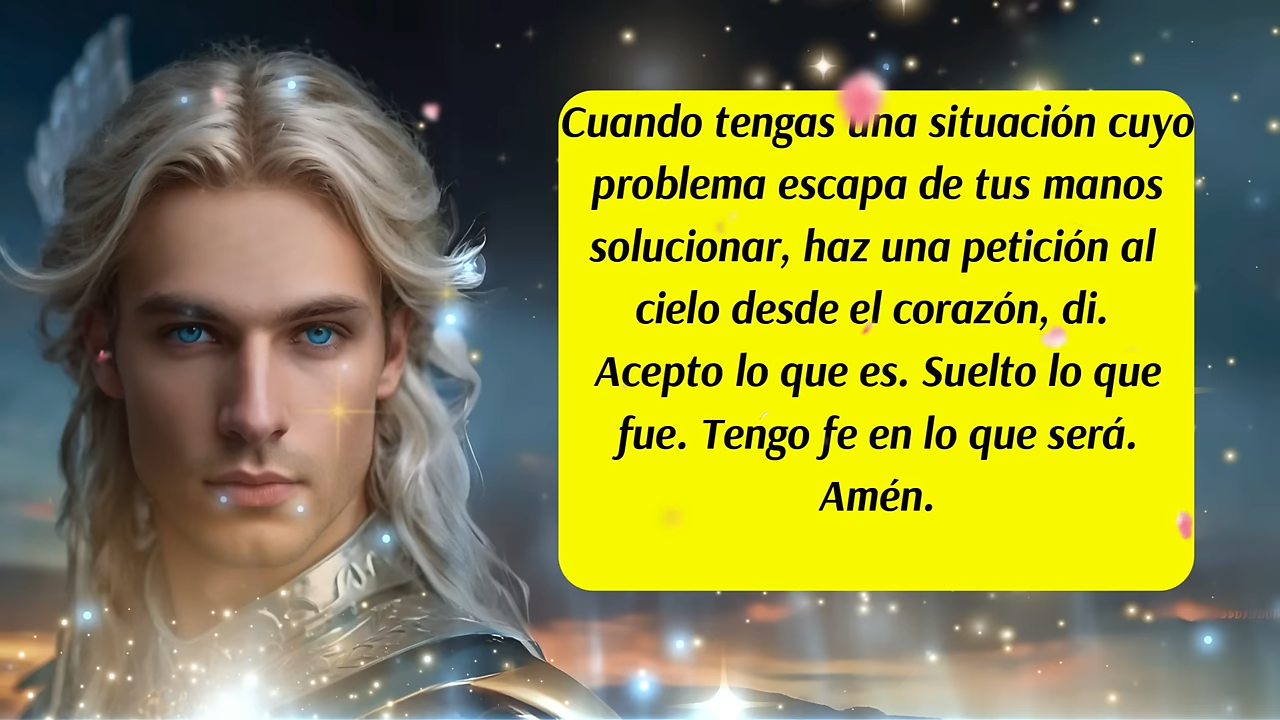 Cuando tengas una situación cuyo
problema escapa de tus manos
solucionar, haz una petición al
cielo desde el corazón, di.
Acepto lo que es. Suelto lo que
fue. Tengo fe en lo que será.
Amén.